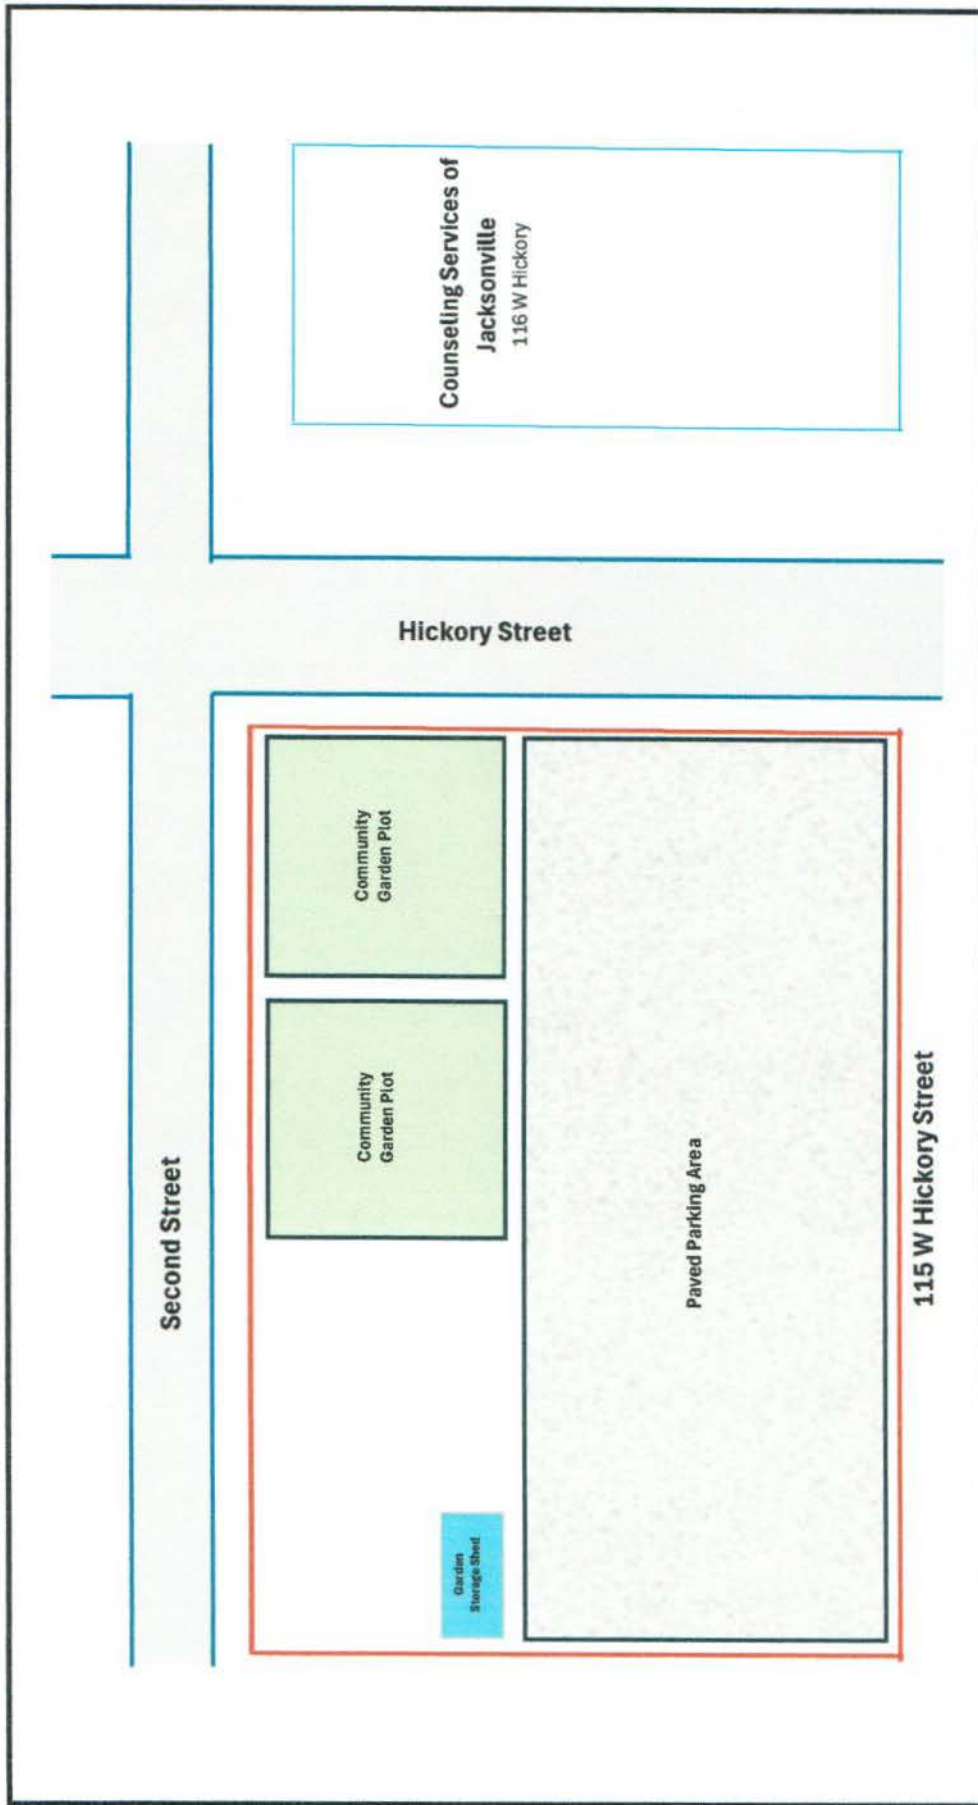 Counseling Services of
Jacksonville
116 W Hickory
Hickory Street
Second Street
Community
Garden Plot
Community
Garden Plot
Garden
Storage Shed
Paved Parking Area
115 W Hickory Street